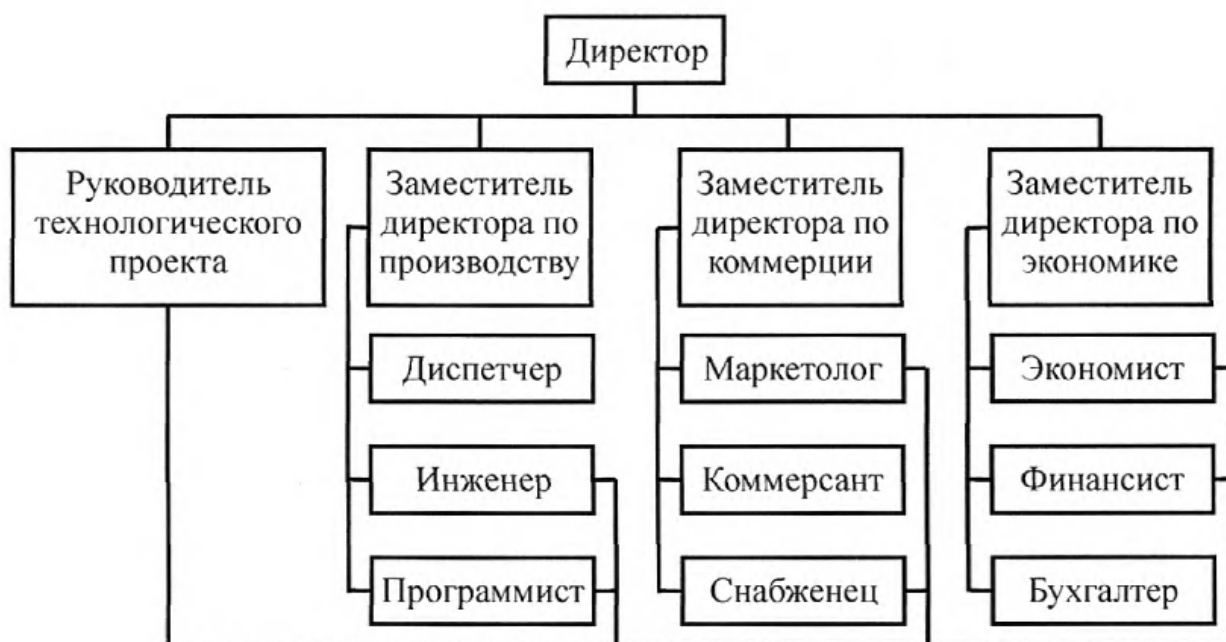 Директор
Руководитель
технологического
проекта
Заместитель
директора по
производству
Заместитель
директора по
коммерции
Заместитель
директора по
экономике
Диспетчер
Маркетолог
Экономист
Инженер
Коммерсант
Финансист
Программист
Снабженец
Бухгалтер